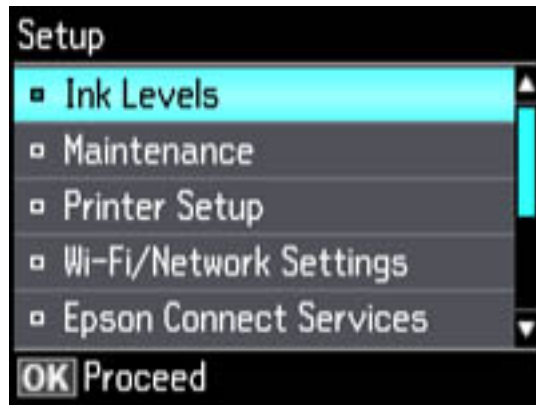 Setup
Ink Levels
Maintenance
Printer Setup
Wi-Fi/Network Settings
Epson Connect Services
OK Proceed